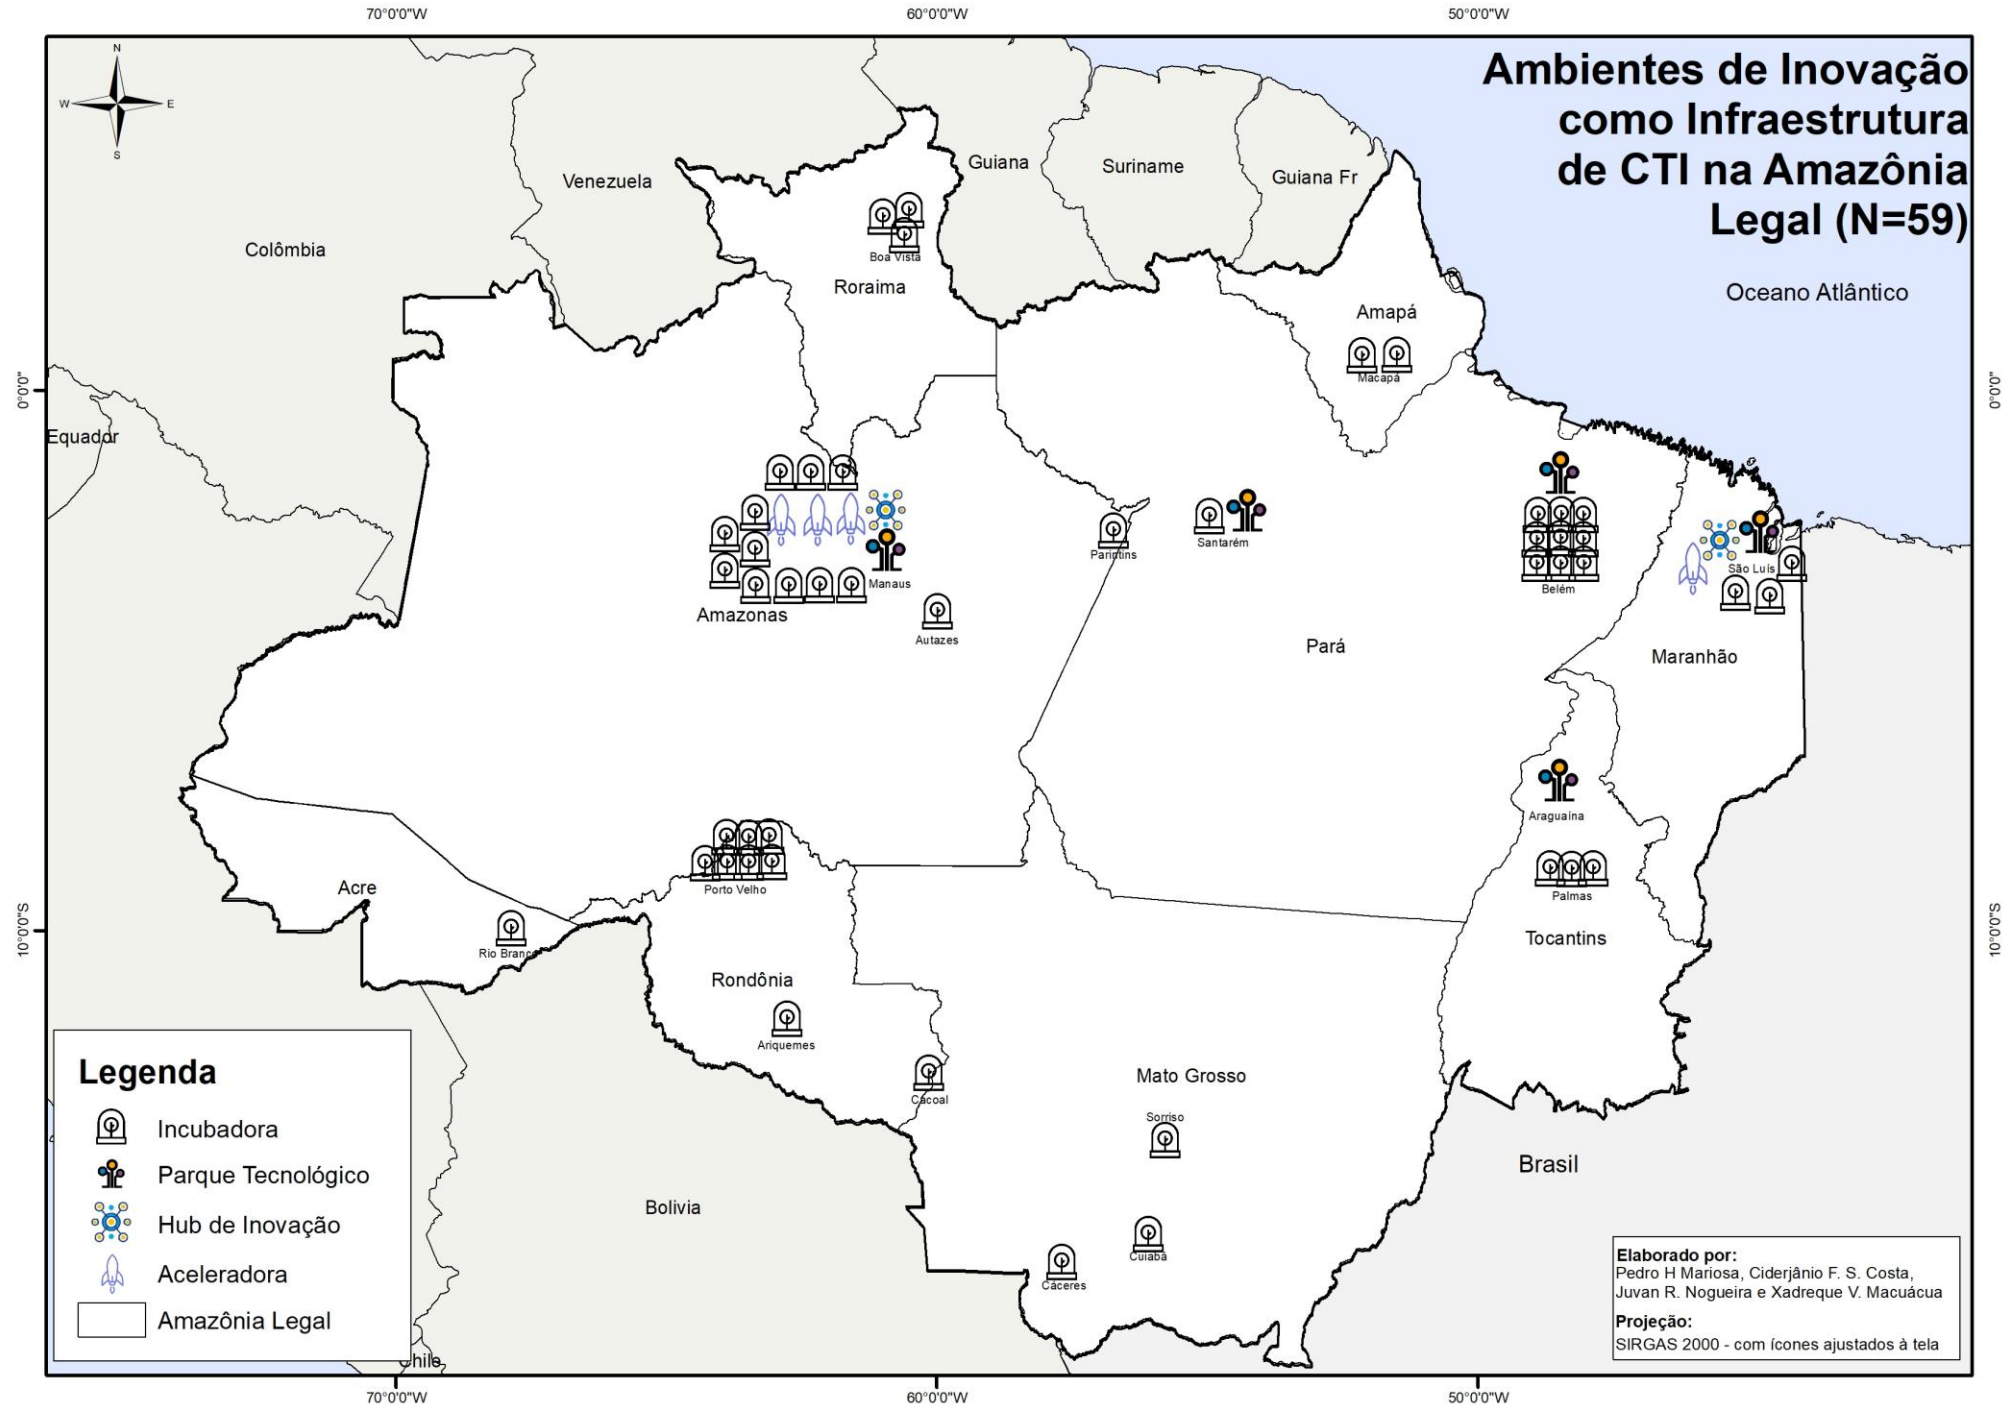 70°0'0"W
60°0'0"W
50°0'0"W
Ambientes de Inovação
como Infraestrutura
de CTI na Amazônia
Legal (N=59)
N
W
E
S
Venezuela
Guiana
Suriname
Guiana Fr
Colômbia
Boa Vista
Roraima
Oceano Atlântico
Amapá
Macapá
0°0'0"
0°0'0"
Equador
Parintins
Santarém
Manaus
Belém
São Luís
Amazonas
Autazes
Pará
Maranhão
Araguaína
Acre
Porto Velho
Palmas
Rio Branco
10°0'0"S
10°0'0"S
Tocantins
Rondônia
Ariquemes
Cacoal
Mato Grosso
Sorriso
Brasil
Bolivia
Cuiabá
Cáceres
Chile
Legenda
Incubadora
Parque Tecnológico
Hub de Inovação
Aceleradora
Amazônia Legal
Elaborado por:
Pedro H Mariosa, Ciderjânio F. S. Costa,
Juvan R. Nogueira e Xadreque V. Macuácua
Projeção:
SIRGAS 2000 - com ícones ajustados à tela
70°0'0"W
60°0'0"W
50°0'0"W